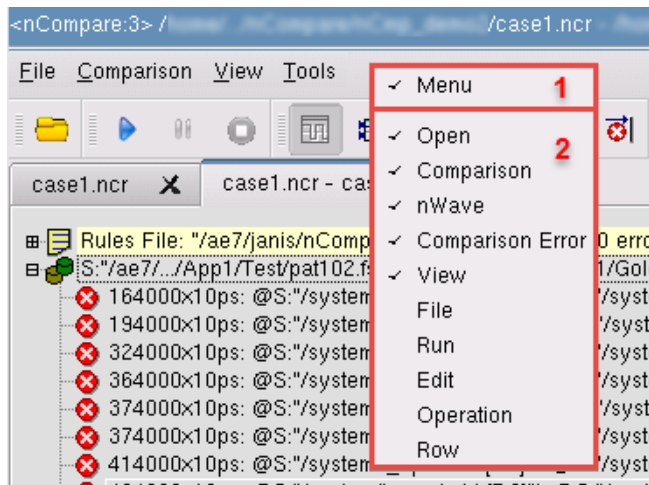 <nCompare:3> / /case1.ncr -
File Comparison View Tools
Menu 1
Open 2
Comparison
nWave
Comparison Error
View
File
Run
Edit
Operation
Row
case1.ncr case1.ncr - cas
Rules File: "/ae7/janis/nComp 0 erro
S:"/ae7/.../App1/Test/pat102.fs 1/Gol
164000x10ps: @S:"/system "/syst
194000x10ps: @S:"/system "/syst
324000x10ps: @S:"/system "/syst
364000x10ps: @S:"/system "/syst
374000x10ps: @S:"/system "/syst
374000x10ps: @S:"/system "/syst
414000x10ps: @S:"/system "/syst